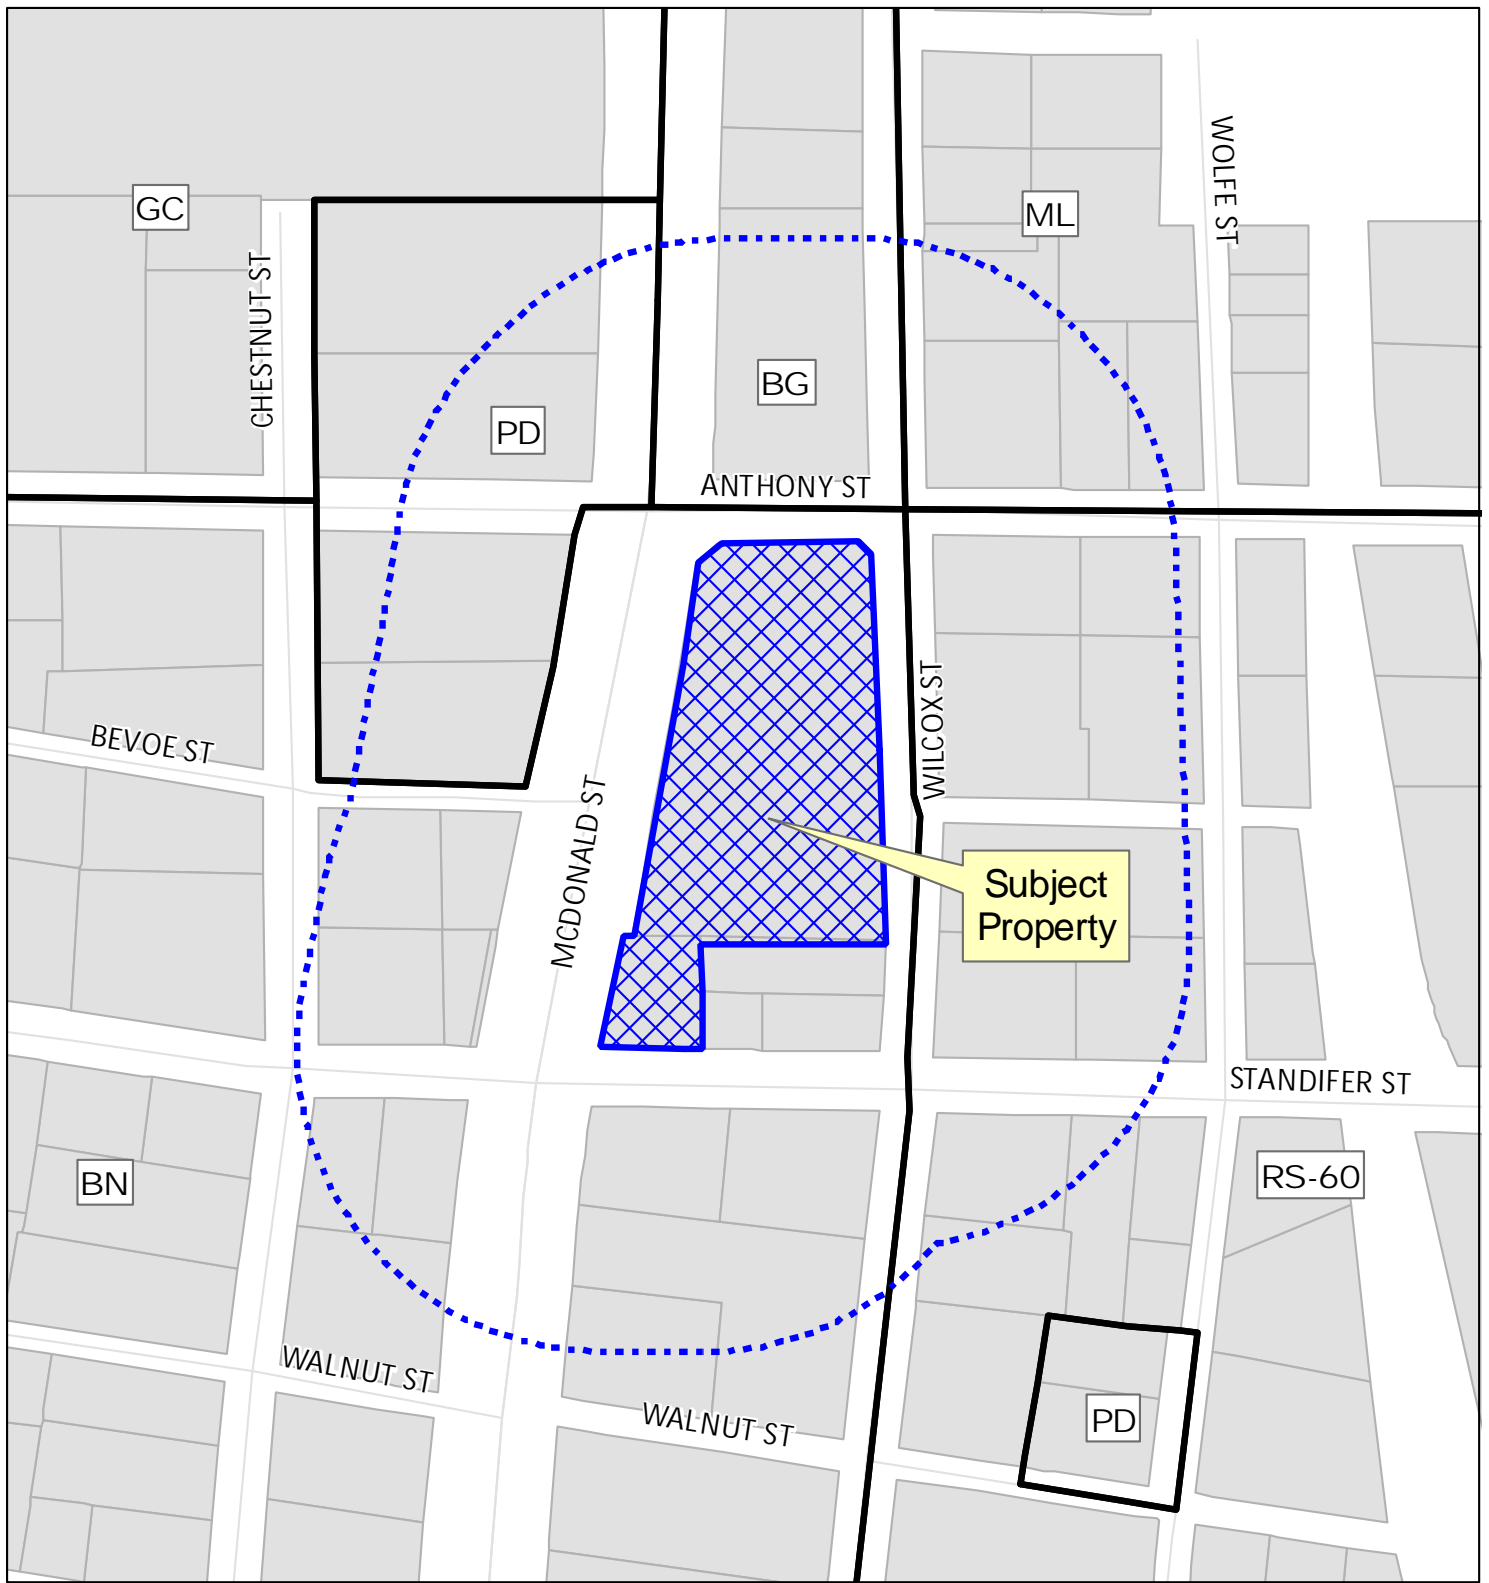 GC
ML
WOLFE ST
CHESTNUT ST
BG
PD
ANTHONY ST
BEVOE ST
WILCOX ST
MCDONALD ST
Subject
Property
STANDIFER ST
BN
RS-60
WALNUT ST
WALNUT ST
PD